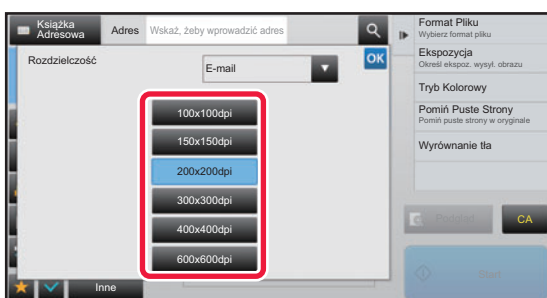 Książka
Adresowa
Adres
Wskaż, żeby wprowadzić adres
Rozdzielczość
E-mail
OK
100x100dpi
150x150dpi
200x200dpi
300x300dpi
400x400dpi
600x600dpi
Inne
Format Pliku
Wybierz format pliku
Ekspozycja
Określ ekspoz. wysył. obrazu
Tryb Kolorowy
Pomiń Puste Strony
Pomiń puste strony w oryginale
Wyrównanie tła
CA
Start